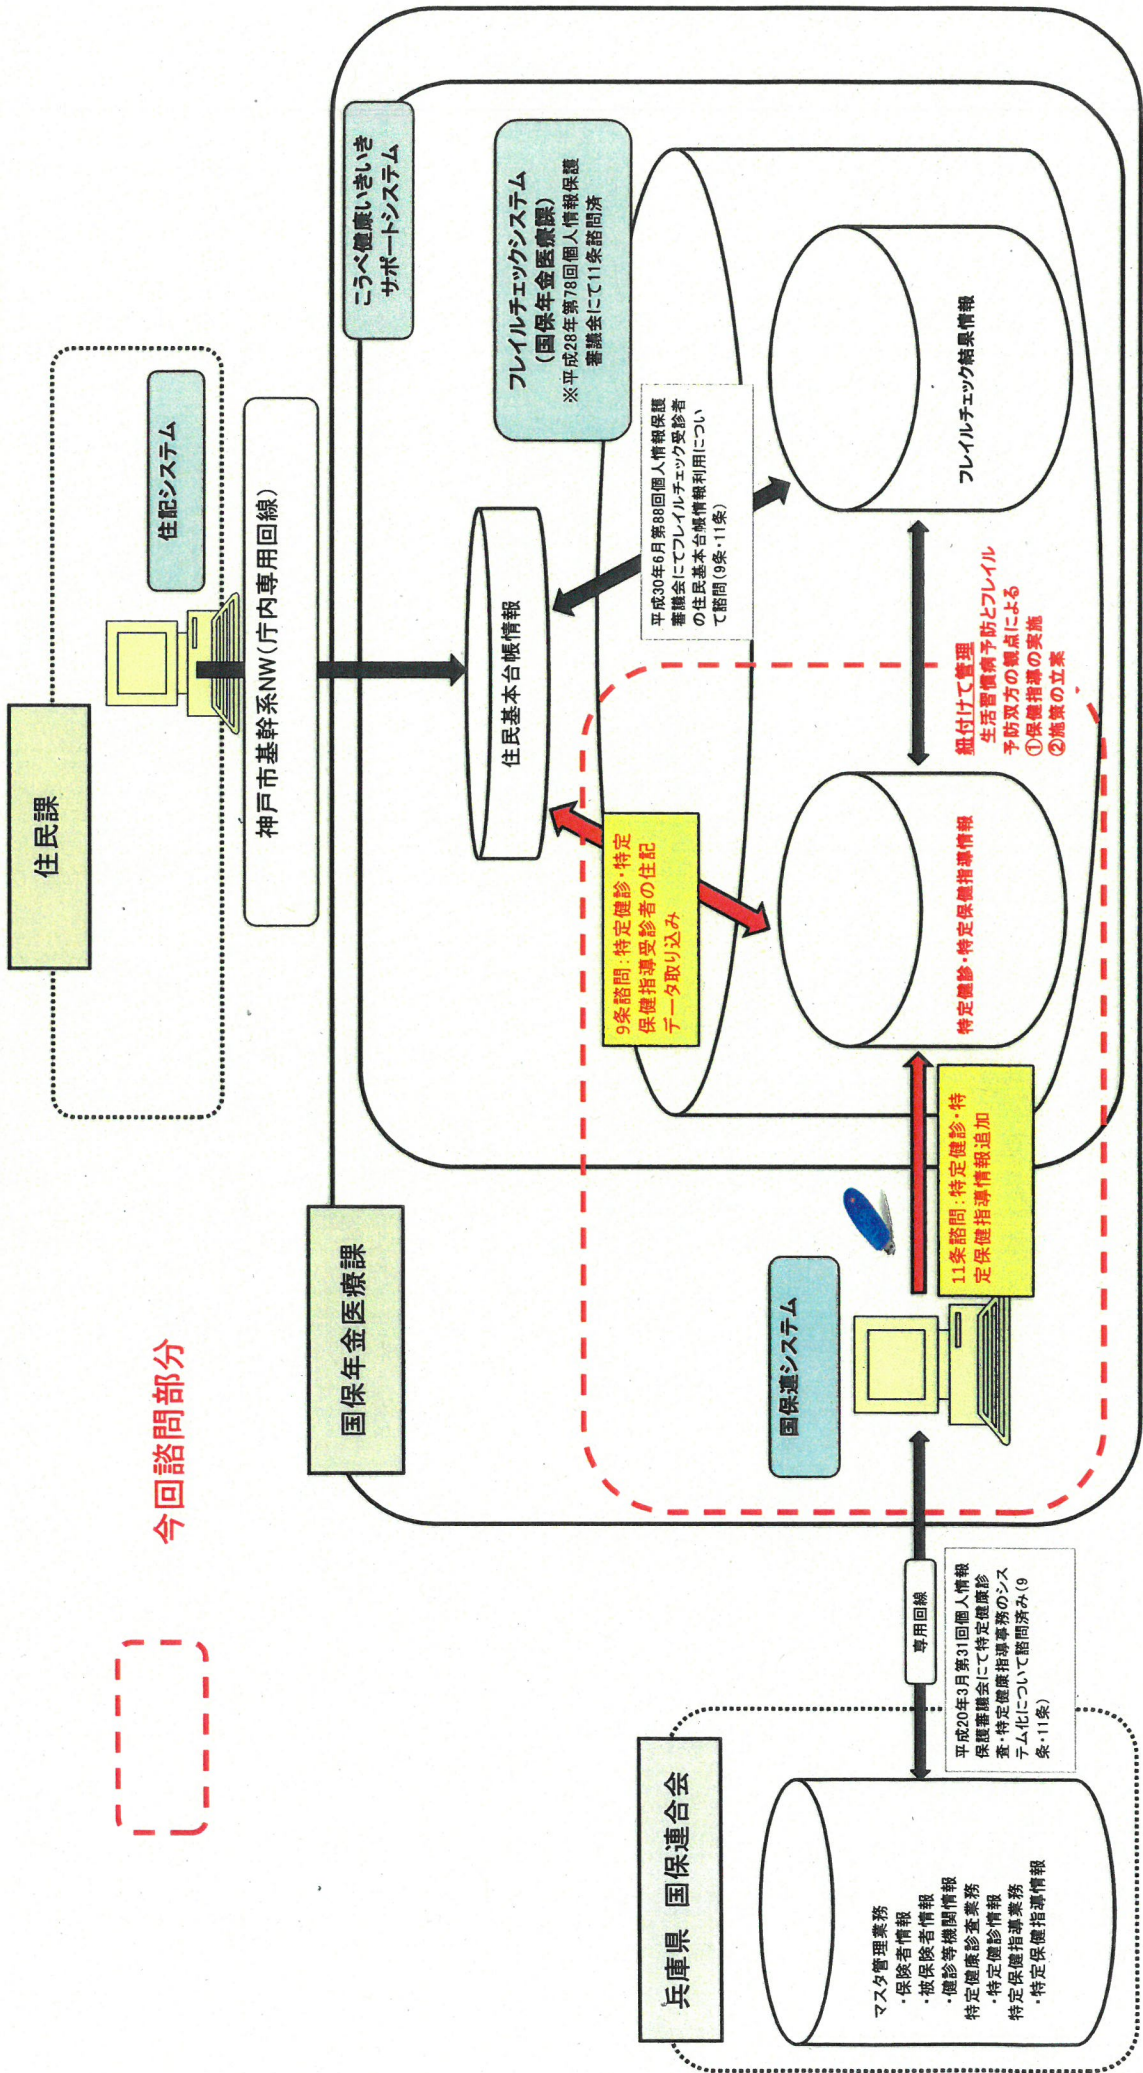 今回諮問部分
住民課
住記システム
神戸市基幹系NW(庁内専用回線)
国保年金医療課
こうべ健康いきいき
サポートシステム
住民基本台帳情報
フレイルチェックシステム
(国保年金医療課)
※平成28年第78回個人情報保護
審議会にて11条諮問済
平成30年6月第88回個人情報保護
審議会にてフレイルチェック受診者
の住民基本台帳情報利用につい
て諮問(9条・11条)
9条諮問:特定健診・特定
保健指導受診者の住記
データ取り込み
国保連システム
11条諮問:特定健診・特
定保健指導情報追加
特定健診・特定保健指導情報
紐付けて管理
生活習慣病予防とフレイル
予防双方の観点による
①保健指導の実施
②施策の立案
フレイルチェック結果情報
兵庫県 国保連合会
専用回線
平成20年3月第31回個人情報
保護審議会にて特定健康診
査・特定健康指導事務のシス
テム化について諮問済み(9
条・11条)
マスタ管理業務
・保険者情報
・被保険者情報
・健診等機関情報
特定健康診査業務
・特定健診情報
特定保健指導業務
・特定保健指導情報